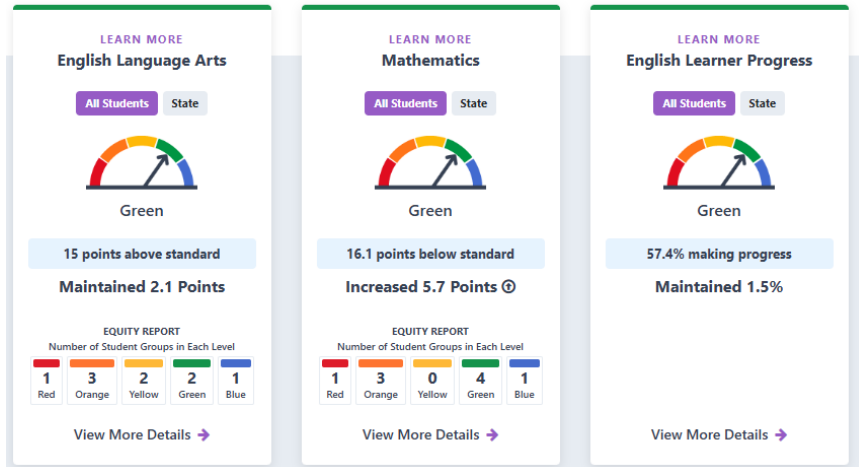 LEARN MORE
English Language Arts
All Students
State
Green
15 points above standard
Maintained 2.1 Points
EQUITY REPORT
Number of Student Groups in Each Level
1 3 2 2 1
Red Orange Yellow Green Blue
View More Details →
LEARN MORE
Mathematics
All Students
State
Green
16.1 points below standard
Increased 5.7 Points
EQUITY REPORT
Number of Student Groups in Each Level
1 3 0 4 1
Red Orange Yellow Green Blue
View More Details →
LEARN MORE
English Learner Progress
All Students
State
Green
57.4% making progress
Maintained 1.5%
View More Details →